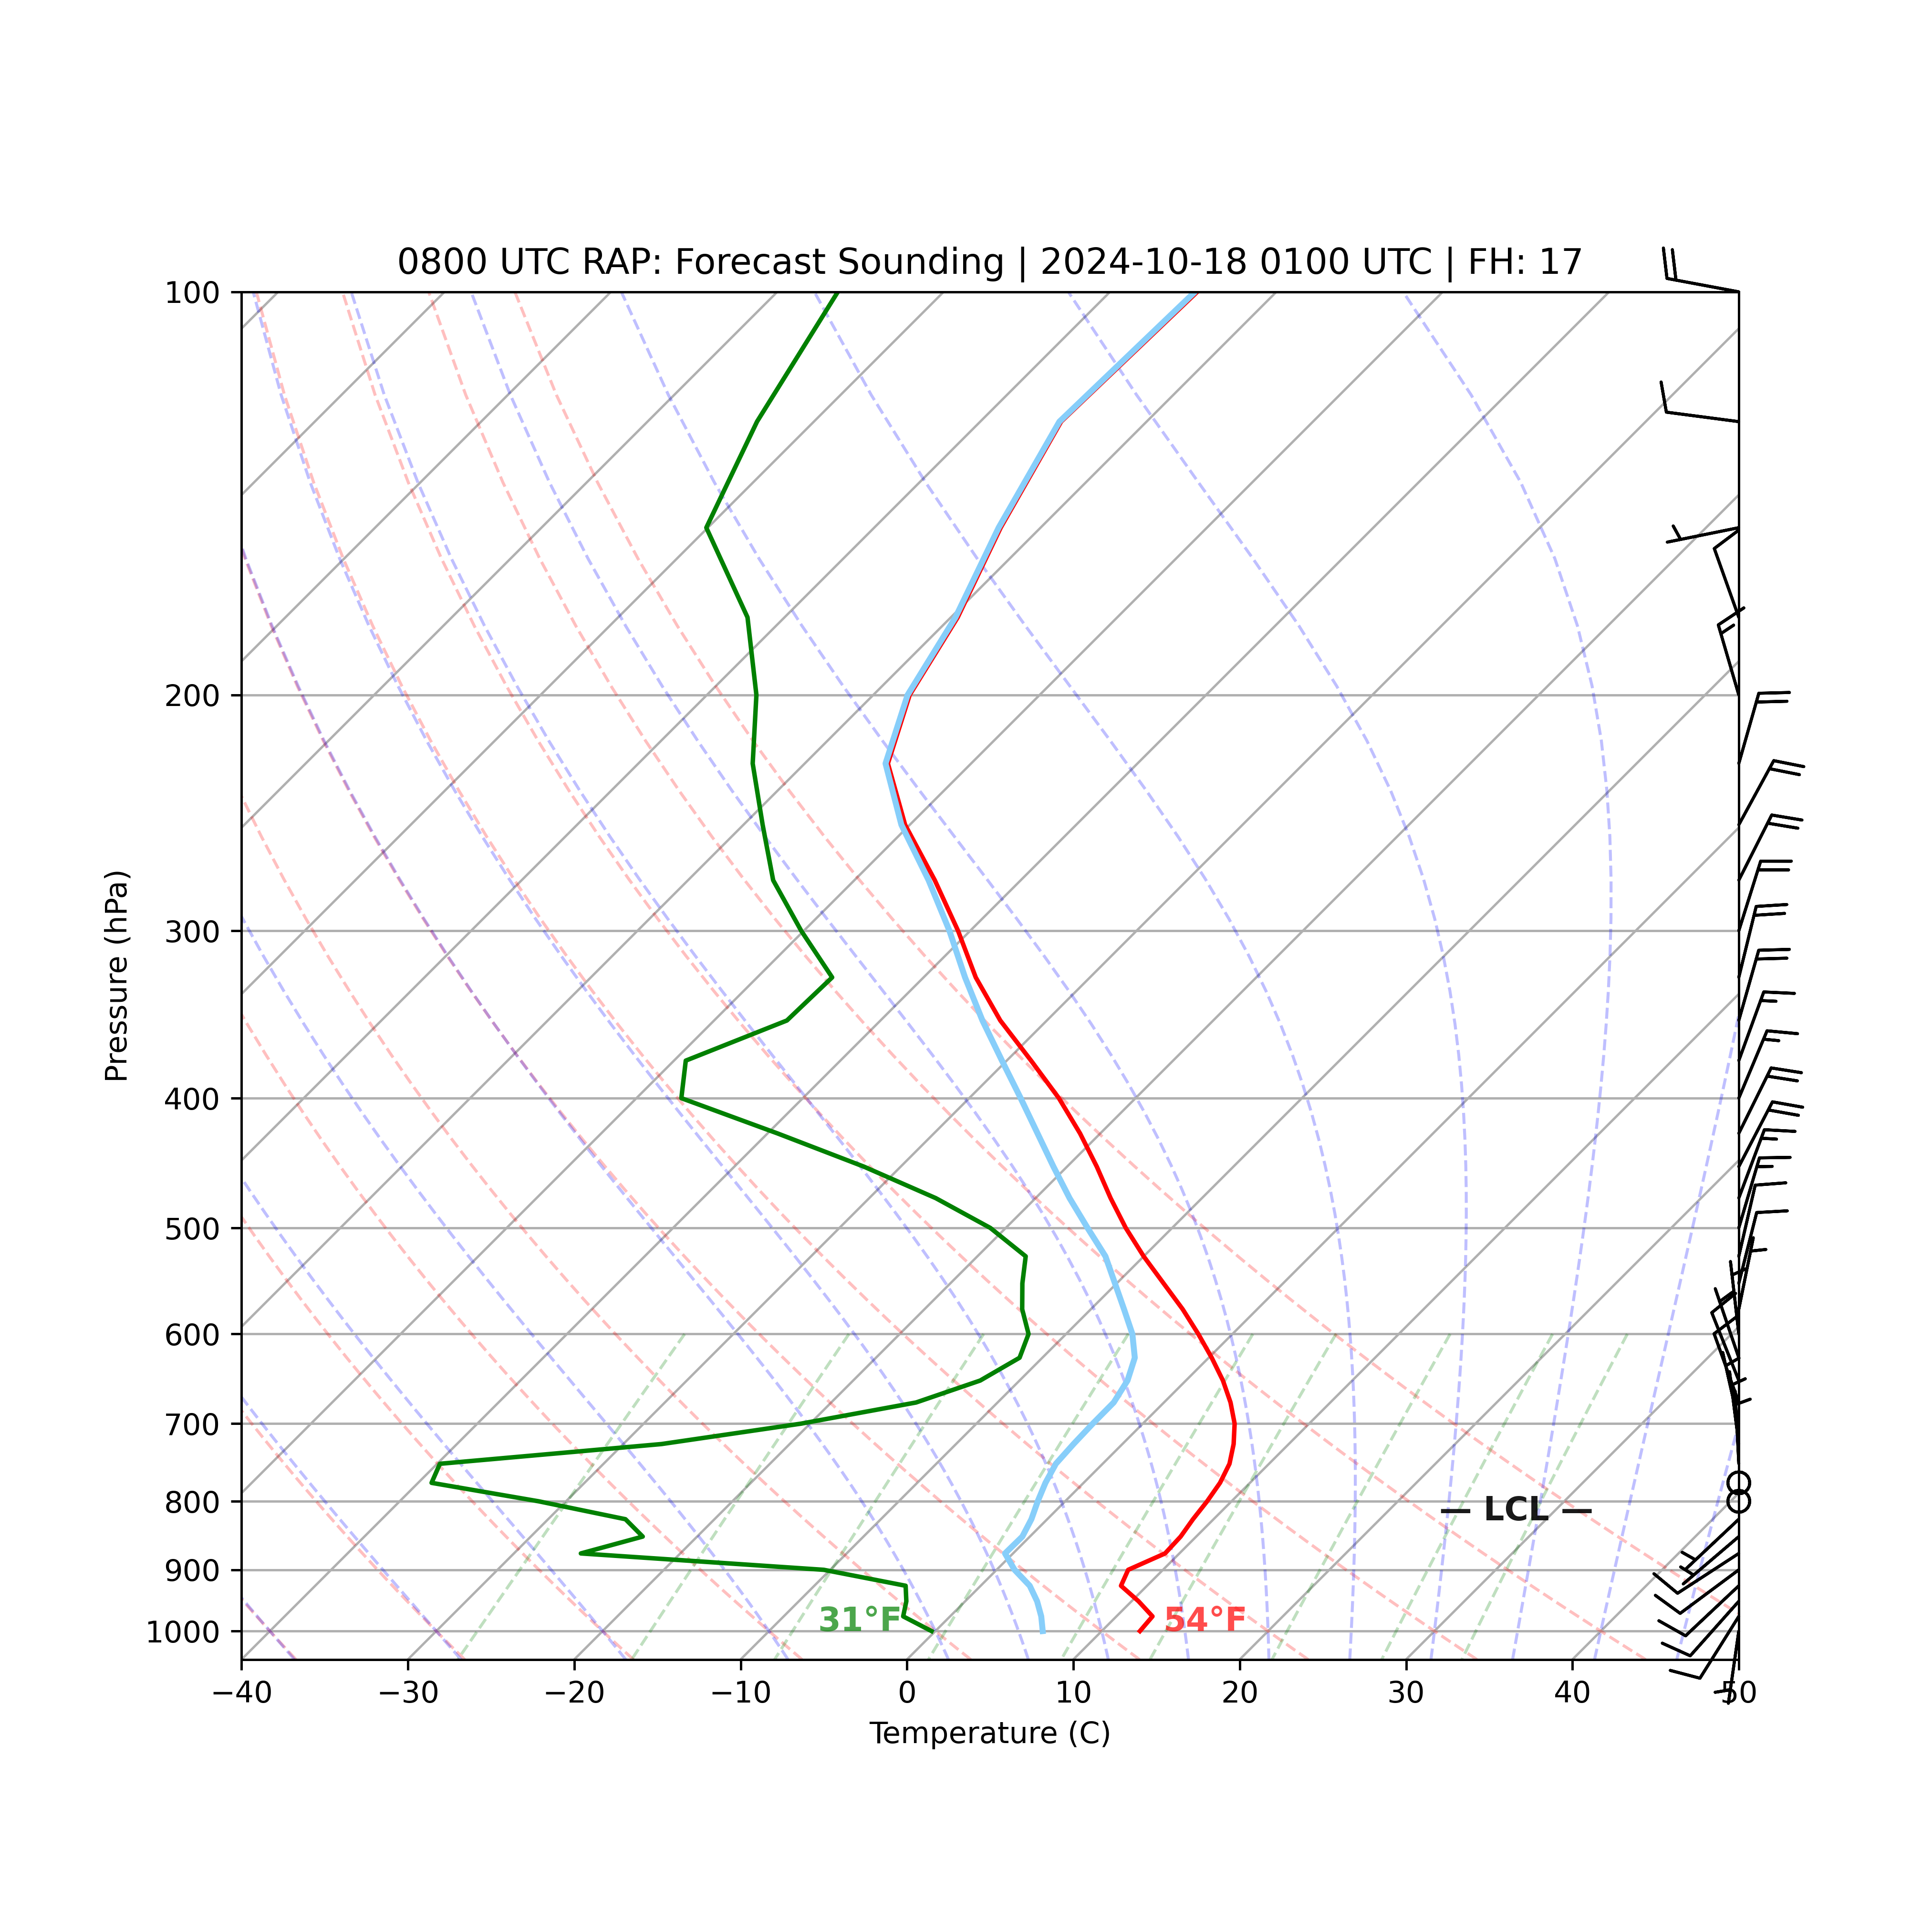 0800 UTC RAP: Forecast Sounding | 2024-10-18 0100 UTC | FH: 17
100
200
300
400
500
600
700
800
900
1000
Pressure (hPa)
— LCL —
31°F
54°F
−40 −30 −20 −10 0 10 20 30 40 50
Temperature (C)